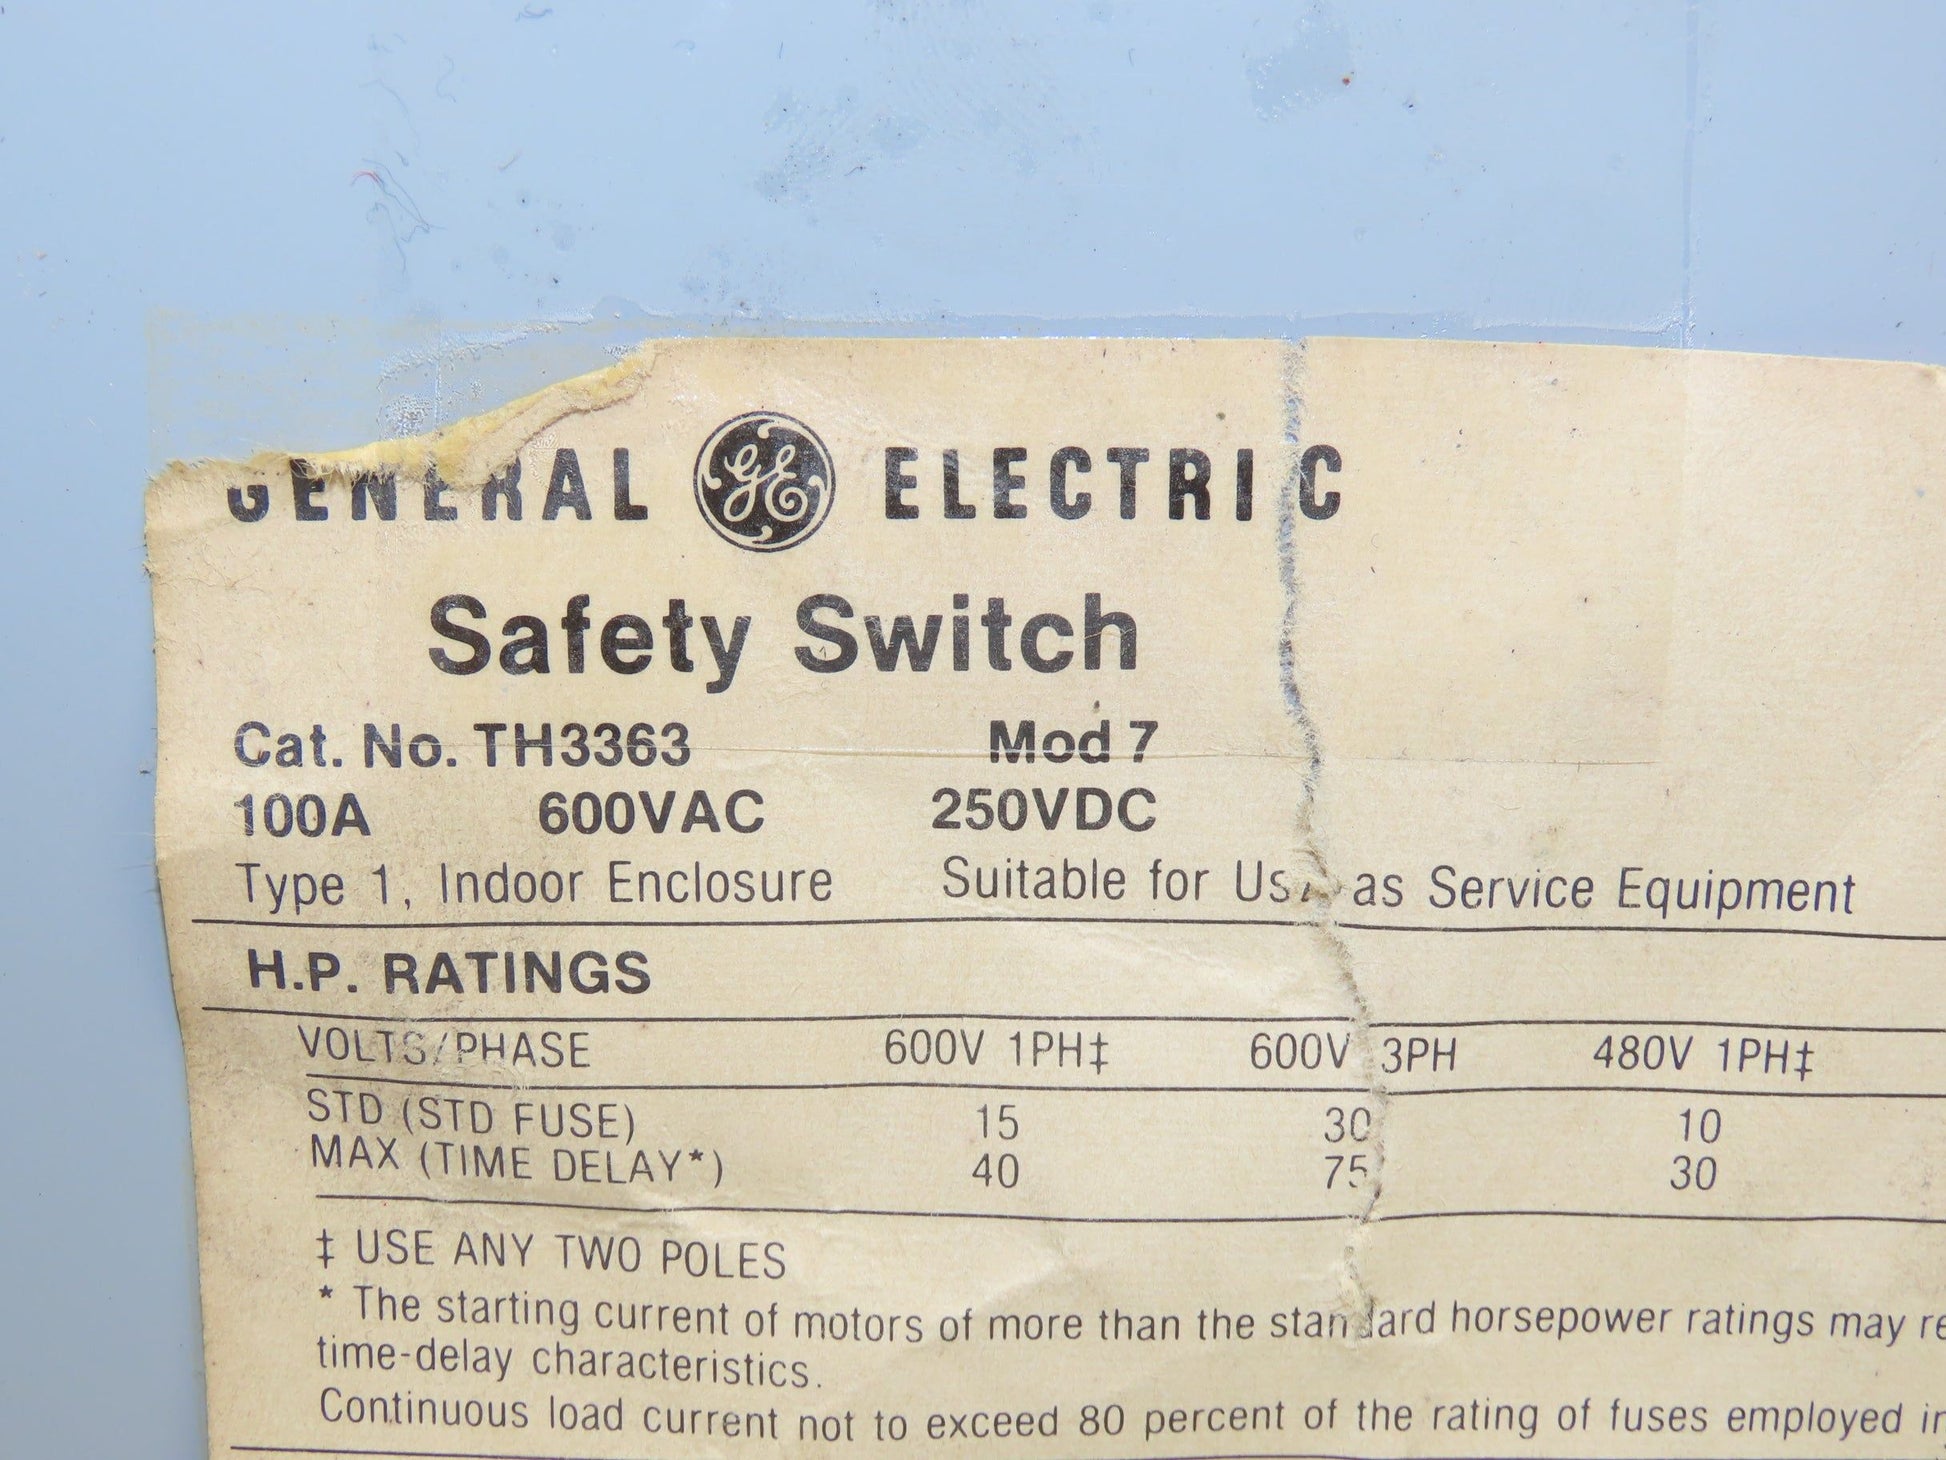 GENERAL GE ELECTRIC
Safety Switch
Cat. No. TH3363 Mod 7
100A 600VAC 250VDC
Type 1, Indoor Enclosure Suitable for Use as Service Equipment
H.P. RATINGS
VOLTS/PHASE 600V 1PH‡ 600V 3PH 480V 1PH‡
STD (STD FUSE) 15 30 10
MAX (TIME DELAY*) 40 75 30
‡ USE ANY TWO POLES
* The starting current of motors of more than the standard horsepower ratings may
time-delay characteristics.
Continuous load current not to exceed 80 percent of the rating of fuses employed